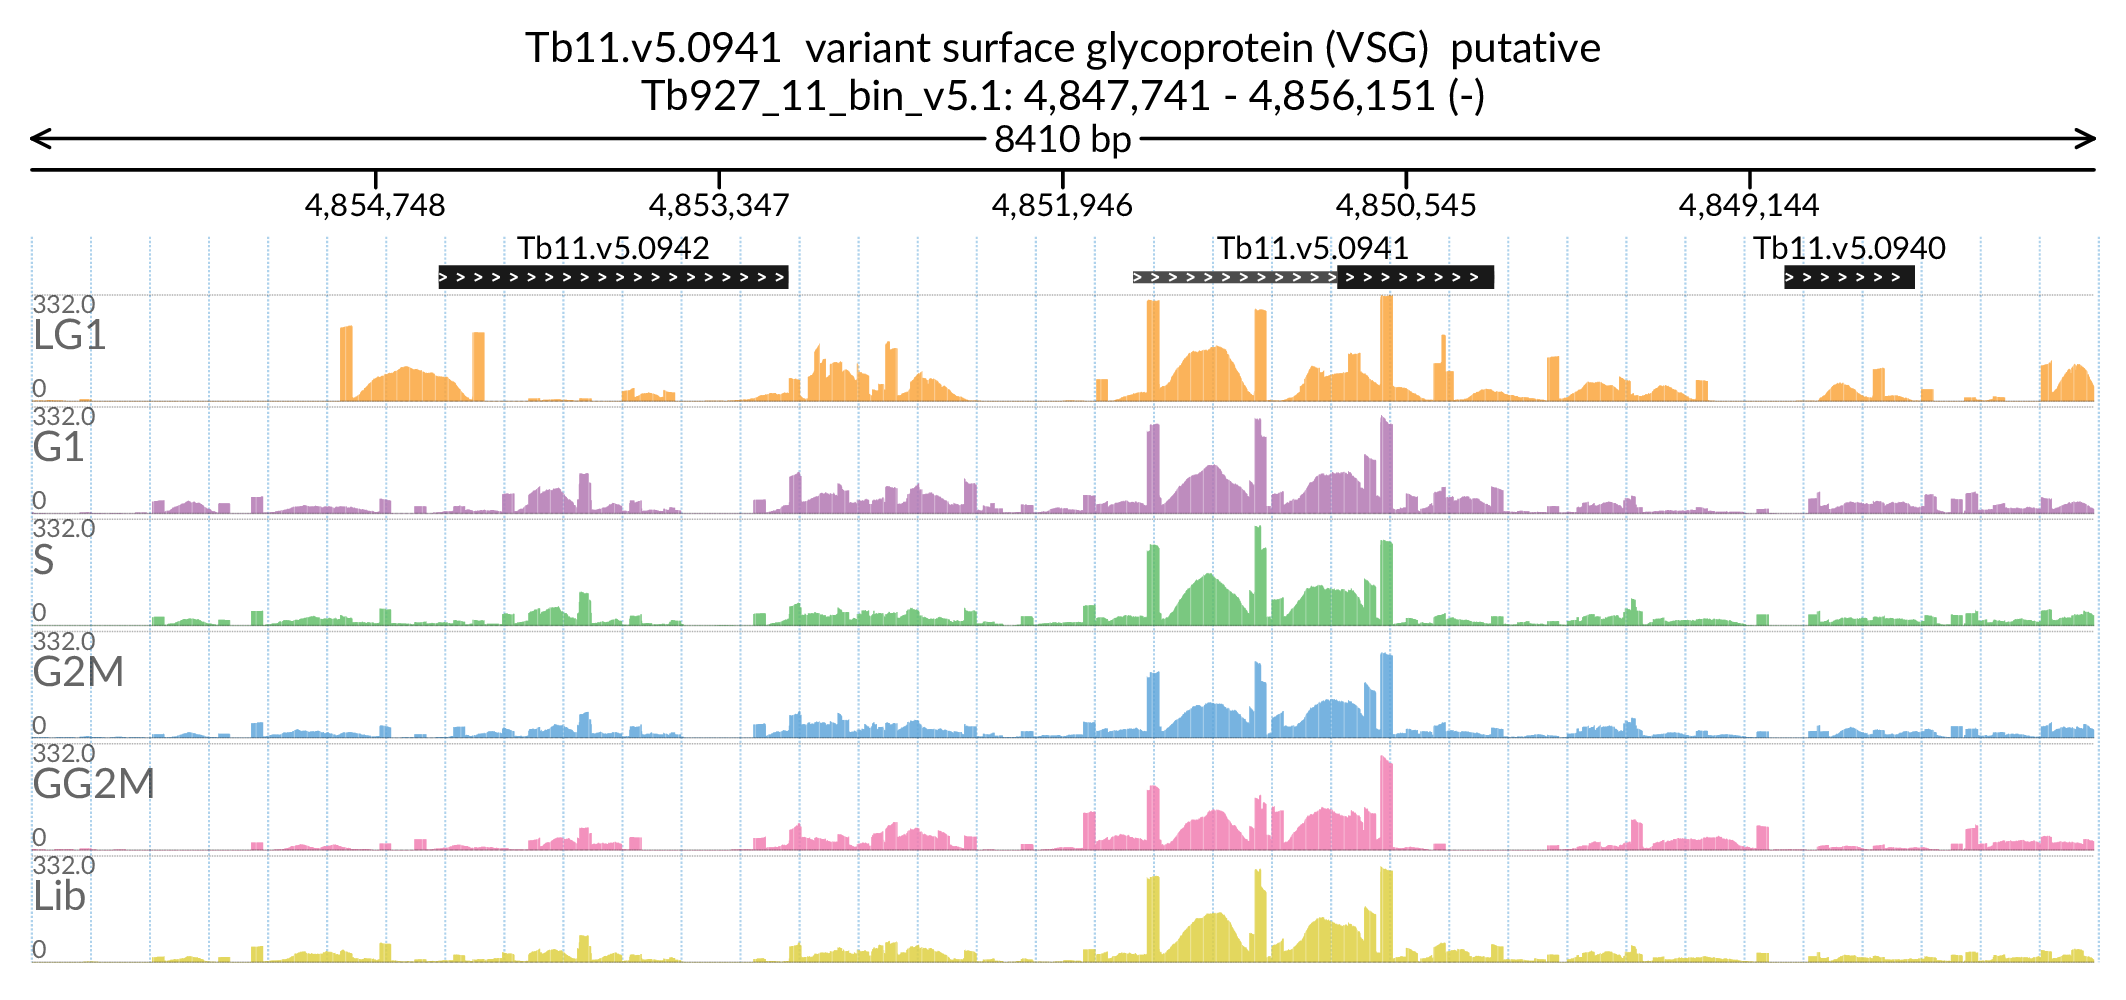 Tb11.v5.0941 variant surface glycoprotein (VSG) putative
Tb927_11_bin_v5.1: 4,847,741 - 4,856,151 (-)
8410 bp
4,854,748 4,853,347 4,851,946 4,850,545 4,849,144
Tb11.v5.0942 Tb11.v5.0941 Tb11.v5.0940
332.0
LG1
0
332.0
G1
0
332.0
S
0
332.0
G2M
0
332.0
GG2M
0
332.0
Lib
0